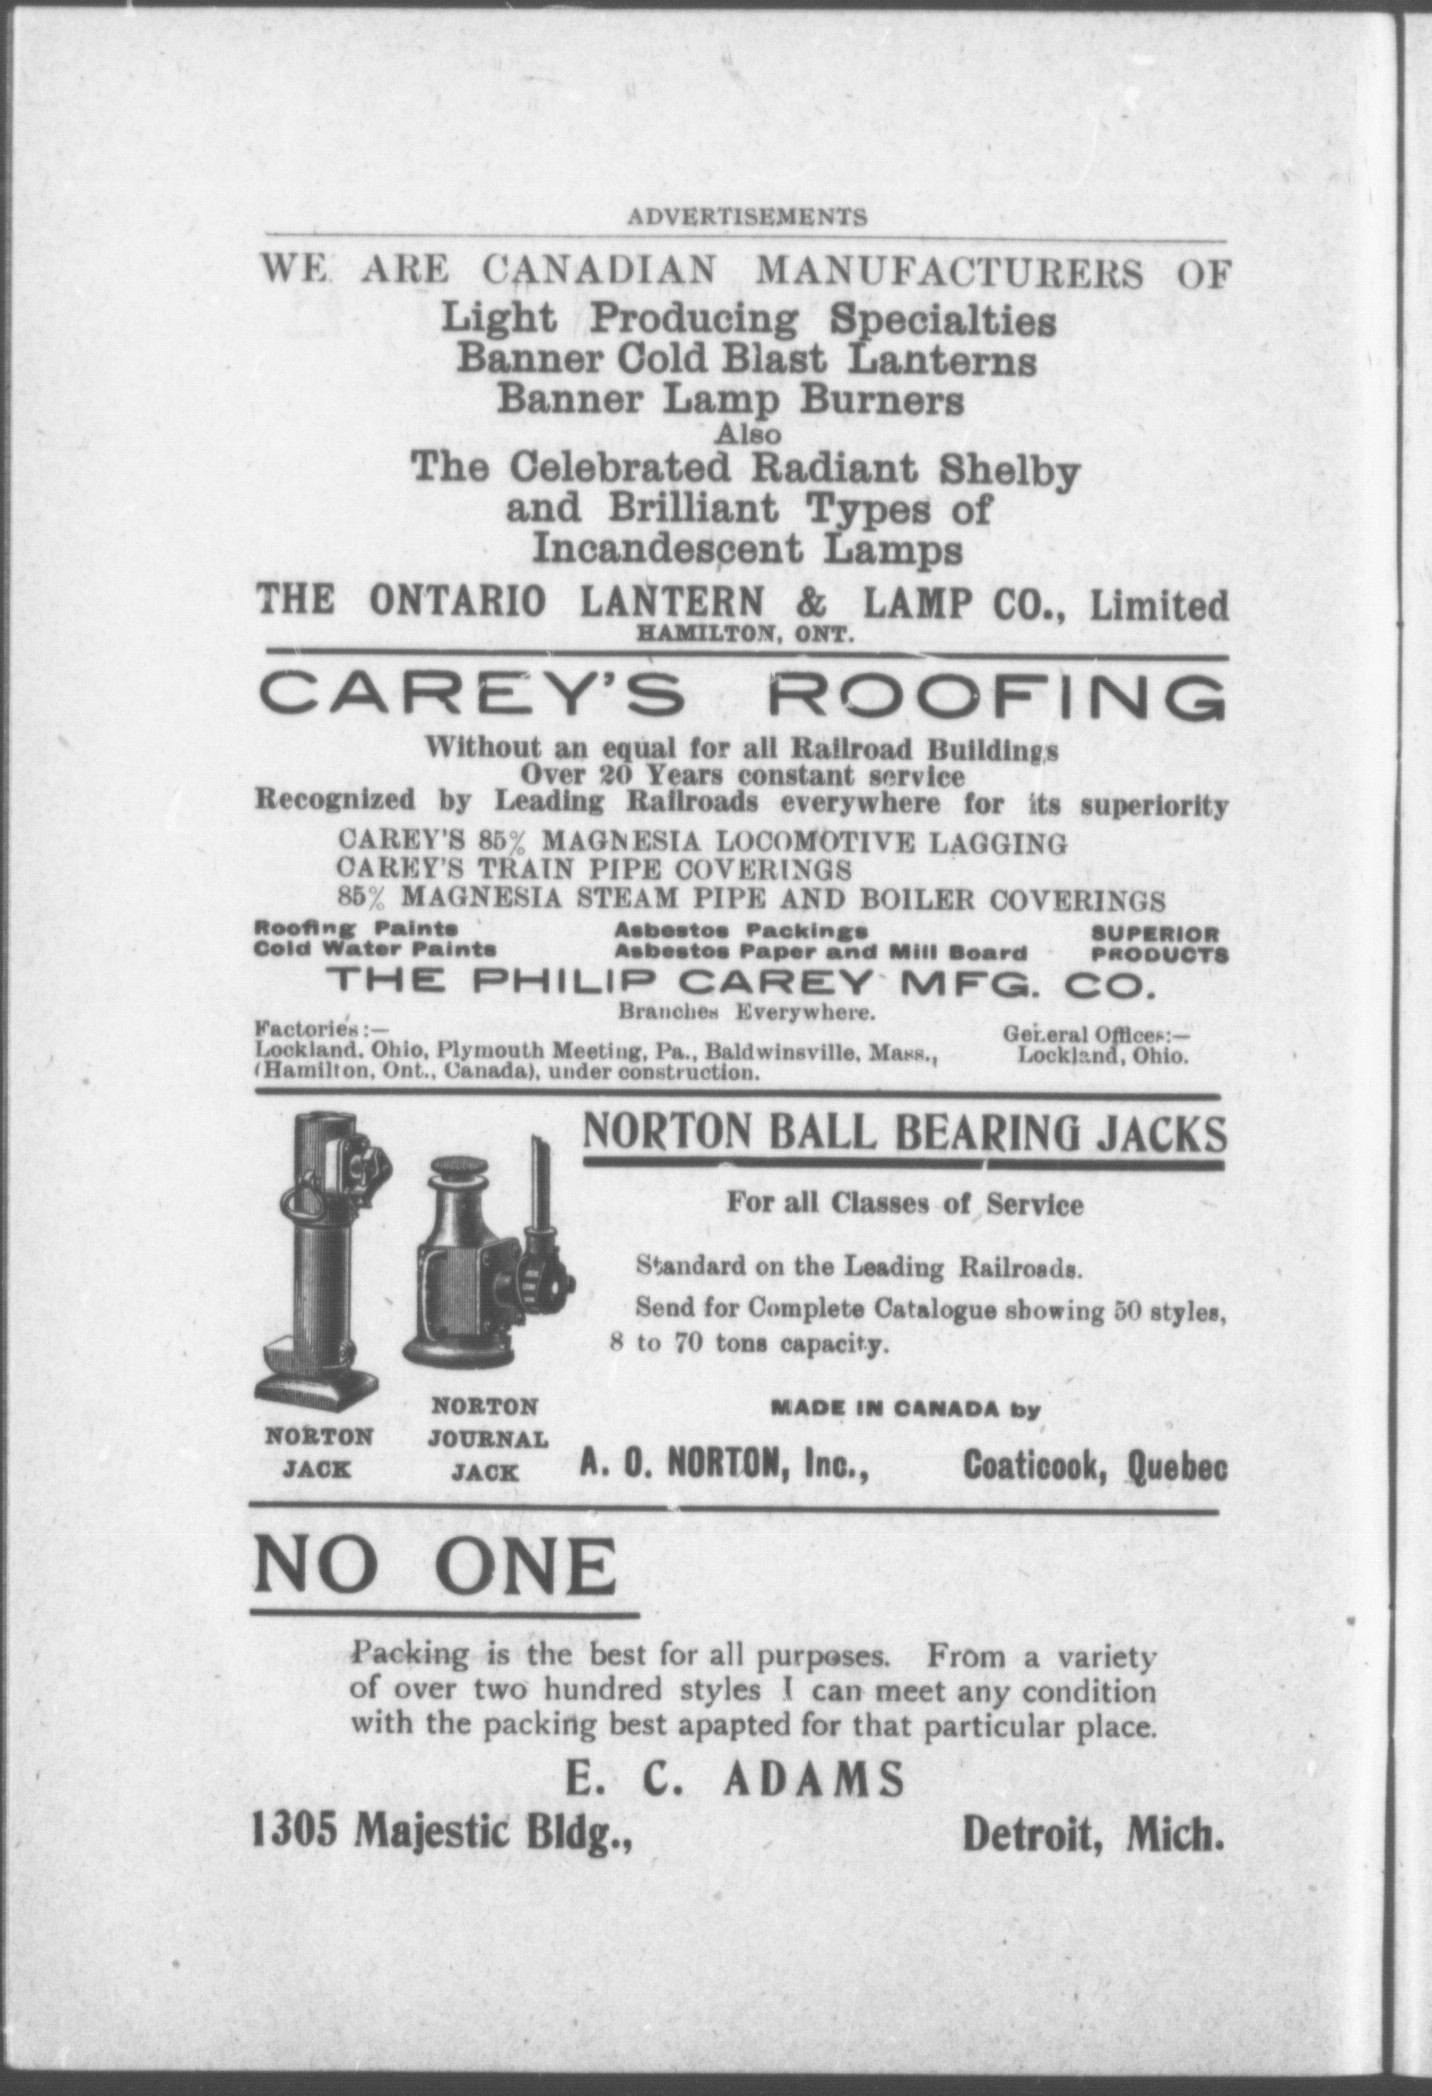 ADVERTISEMENTS
WE ARE CANADIAN MANUFACTURERS OF
Light Producing Specialties
Banner Cold Blast Lanterns
Banner Lamp Burners
Also
The Celebrated Radiant Shelby
and Brilliant Types of
Incandescent Lamps
THE ONTARIO LANTERN & LAMP CO., Limited
HAMILTON, ONT.
CAREY'S ROOFING
Without an equal for all Railroad Buildings
Over 20 Years constant service
Recognized by Leading Railroads everywhere for its superiority
CAREY'S 85% MAGNESIA LOCOMOTIVE LAGGING
CAREY'S TRAIN PIPE COVERINGS
85% MAGNESIA STEAM PIPE AND BOILER COVERINGS
Roofing Paints Asbestos Packings SUPERIOR
Cold Water Paints Asbestos Paper and Mill Board PRODUCTS
THE PHILIP CAREY MFG. CO.
Branches Everywhere.
Factories:—
Lockland, Ohio, Plymouth Meeting, Pa., Baldwinsville, Mass.,
(Hamilton, Ont., Canada), under construction.
General Offices:—
Lockland, Ohio.
NORTON BALL BEARING JACKS
For all Classes of Service
Standard on the Leading Railroads.
Send for Complete Catalogue showing 50 styles,
8 to 70 tons capacity.
NORTON
JACK
NORTON
JOURNAL
JACK
MADE IN CANADA by
A. O. NORTON, Inc., Coaticook, Quebec
NO ONE
Packing is the best for all purposes. From a variety
of over two hundred styles I can meet any condition
with the packing best apapted for that particular place.
E. C. ADAMS
1305 Majestic Bldg., Detroit, Mich.